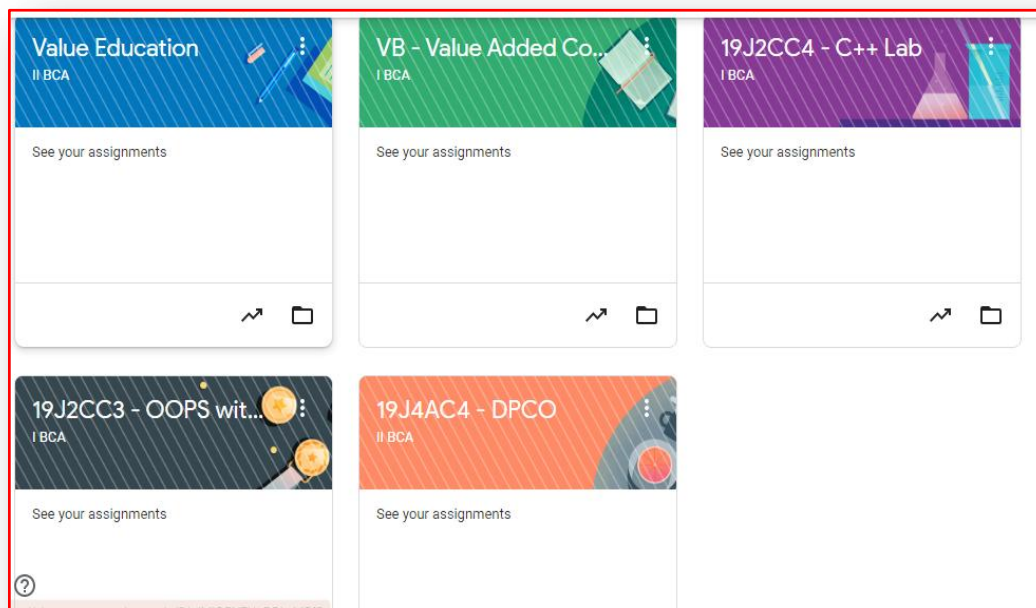 Value Education
II BCA
See your assignments
VB - Value Added Co...
I BCA
See your assignments
19J2CC4 - C++ Lab
I BCA
See your assignments
19J2CC3 - OOPS wit...
I BCA
See your assignments
19J4AC4 - DPCO
II BCA
See your assignments